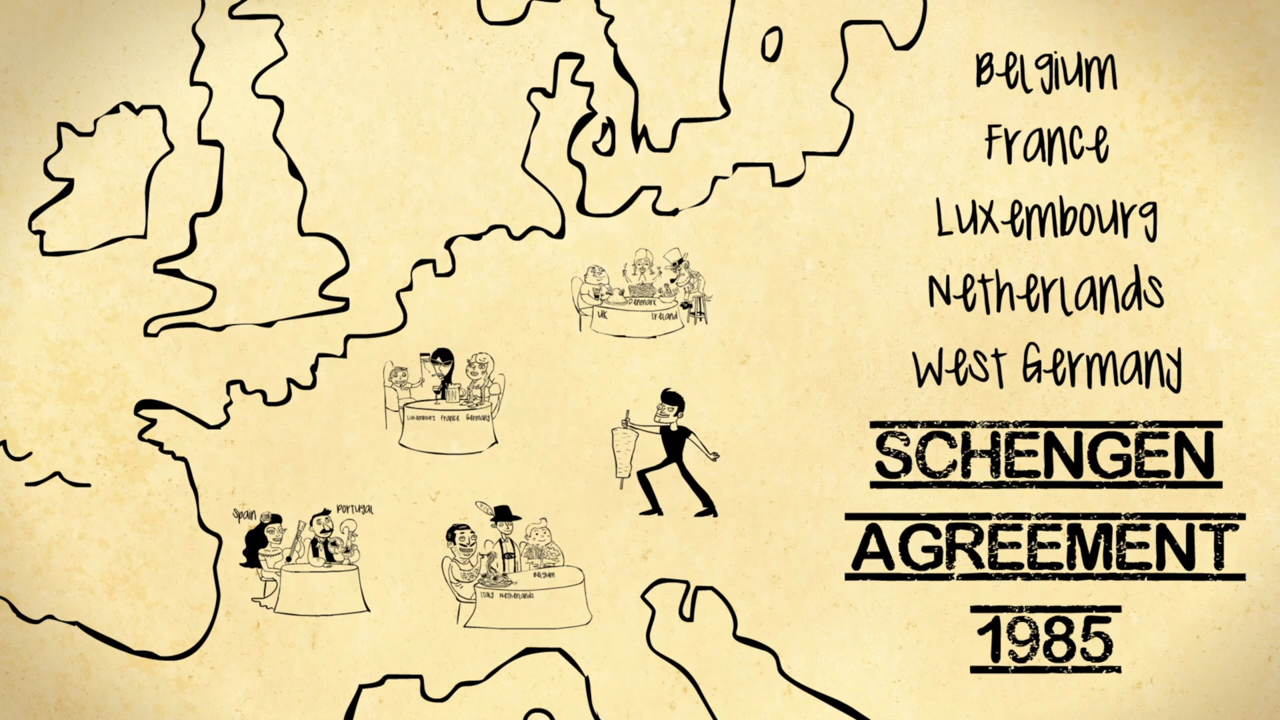 Belgium
France
Luxembourg
Netherlands
West Germany
SCHENGEN
AGREEMENT
1985
Denmark
UK
Ireland
Luxembourg France Germany
Spain
Portugal
Belgium
Italy Netherlands